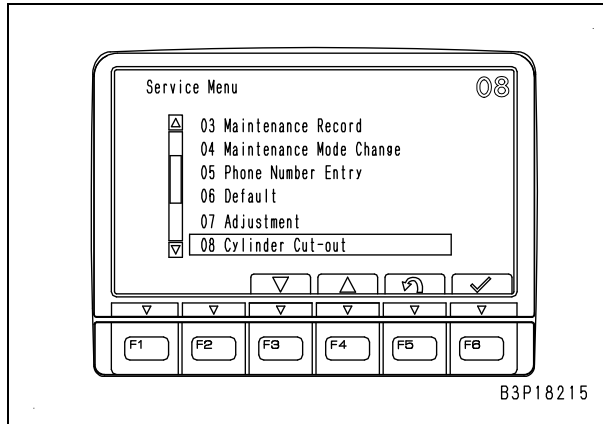 Service Menu 08
03 Maintenance Record
04 Maintenance Mode Change
05 Phone Number Entry
06 Default
07 Adjustment
08 Cylinder Cut-out
F1 F2 F3 F4 F5 F6
B3P18215